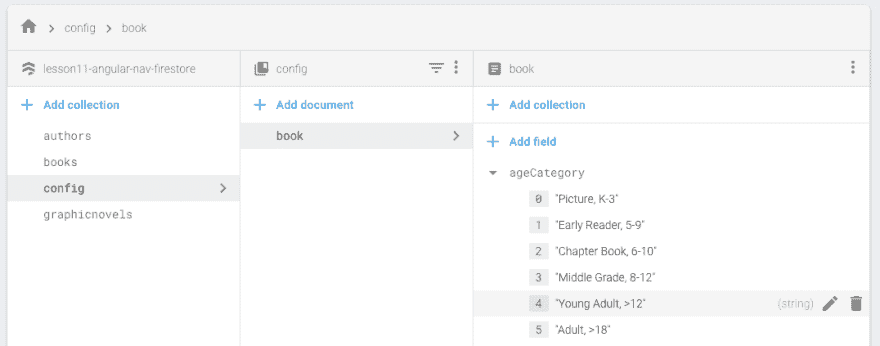 config book
lesson11-angular-nav-firestore
config
book
Add collection
Add document
Add collection
authors
books
config
graphicnovels
book
Add field
ageCategory
0 "Picture, K-3"
1 "Early Reader, 5-9"
2 "Chapter Book, 6-10"
3 "Middle Grade, 8-12"
4 "Young Adult, >12" (string)
5 "Adult, >18"